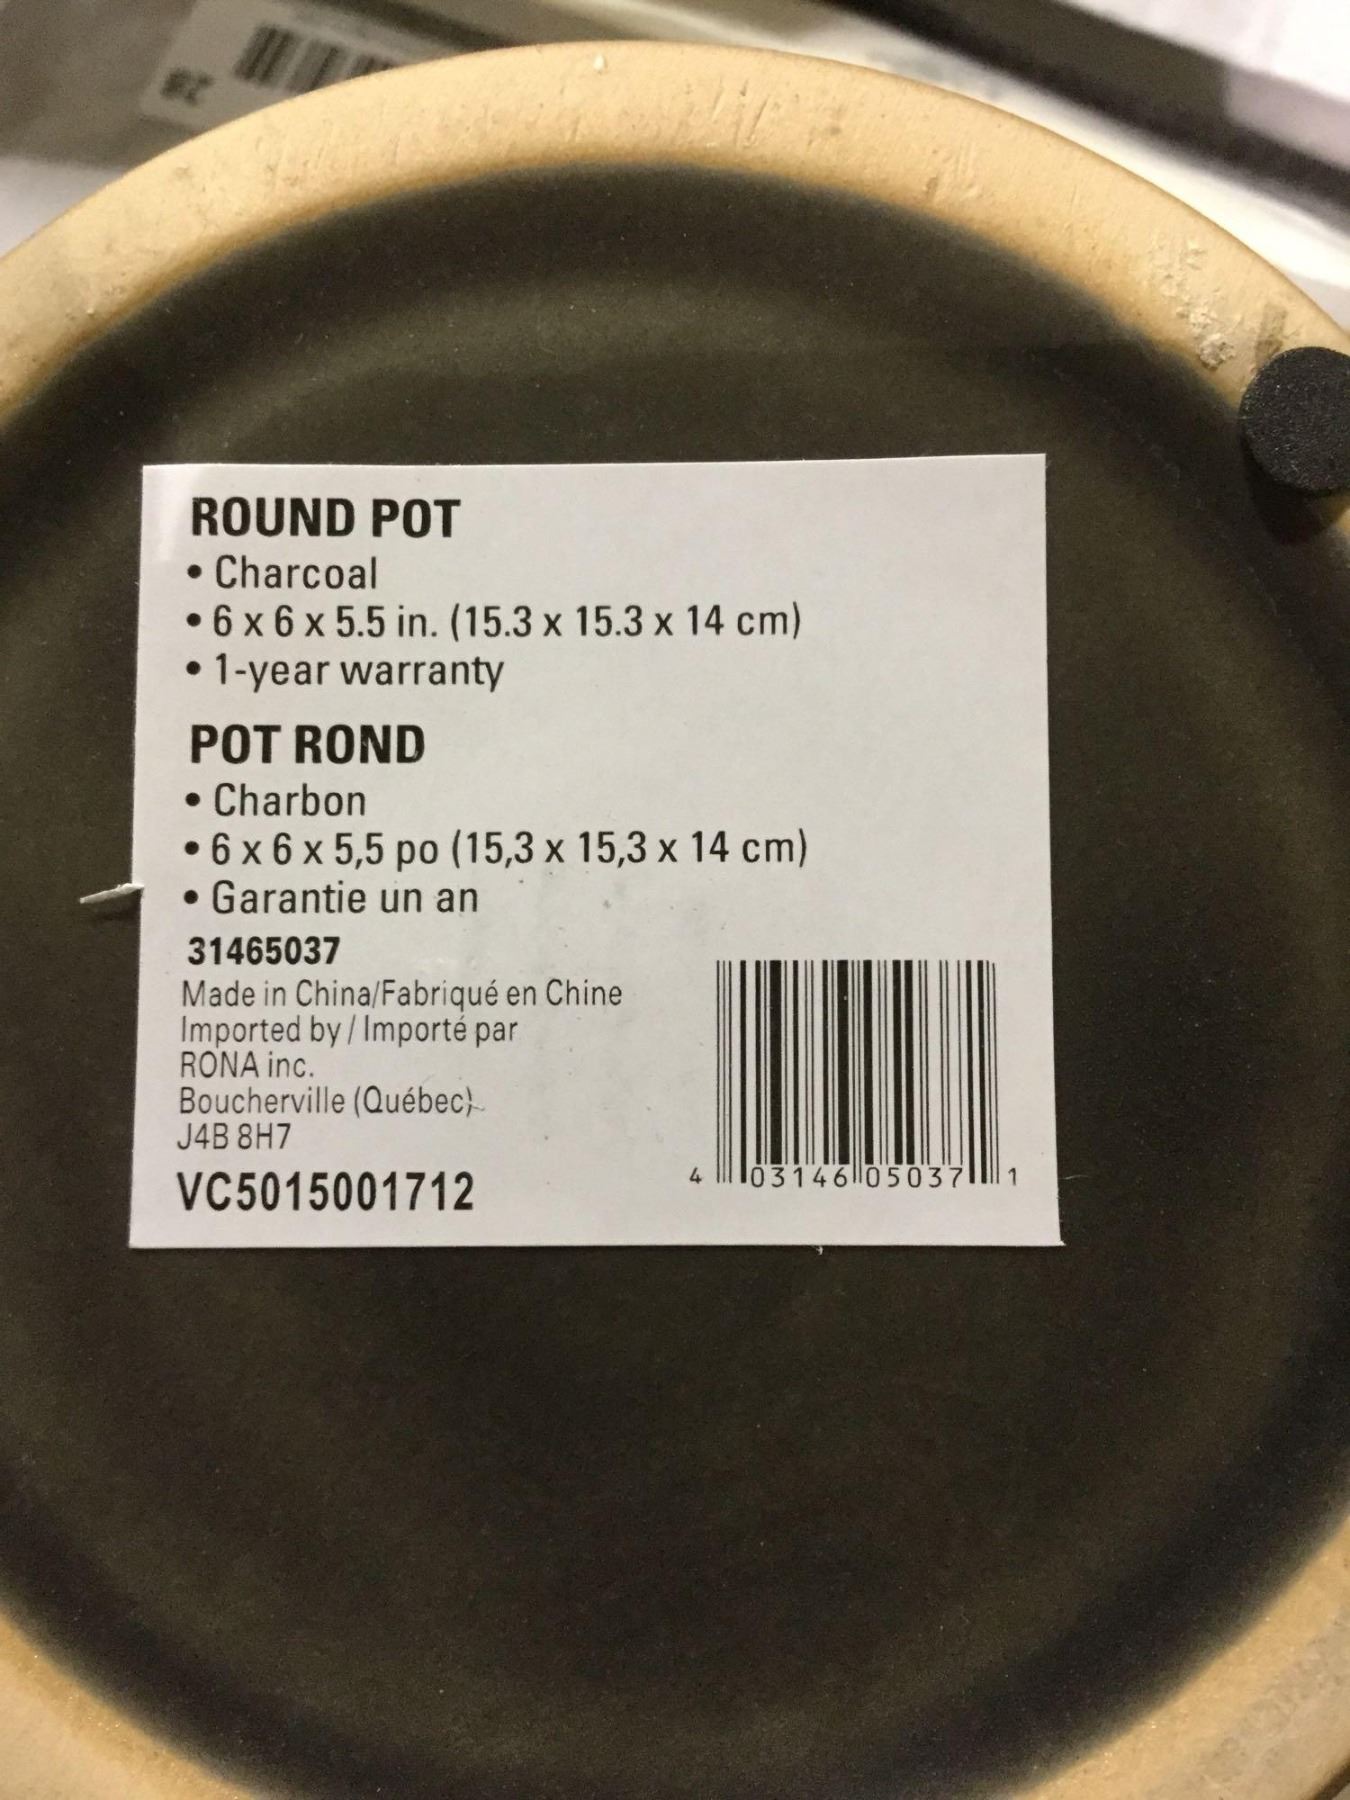 ROUND POT
• Charcoal
• 6 x 6 x 5.5 in. (15.3 x 15.3 x 14 cm)
• 1-year warranty
POT ROND
• Charbon
• 6 x 6 x 5,5 po (15,3 x 15,3 x 14 cm)
• Garantie un an
31465037
Made in China/Fabriqué en Chine
Imported by / Importé par
RONA inc.
Boucherville (Québec)
J4B 8H7
VC5015001712
4 03146 05037 1